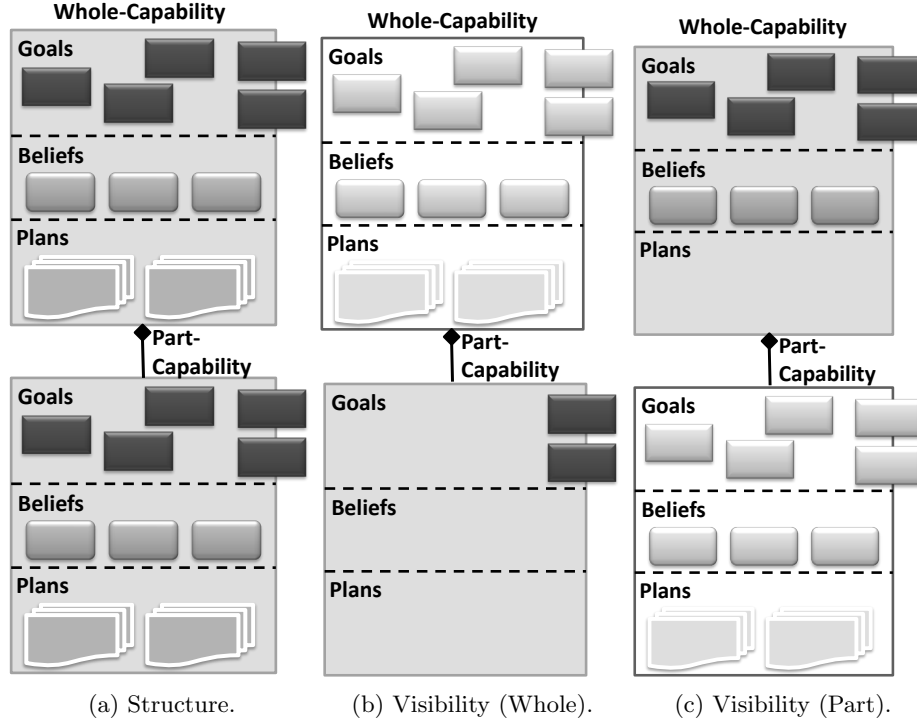 Whole-Capability
Goals
Beliefs
Plans
Part-
Capability
Goals
Beliefs
Plans
(a) Structure.
Whole-Capability
Goals
Beliefs
Plans
Part-
Capability
Goals
Beliefs
Plans
(b) Visibility (Whole).
Whole-Capability
Goals
Beliefs
Plans
Part-
Capability
Goals
Beliefs
Plans
(c) Visibility (Part).